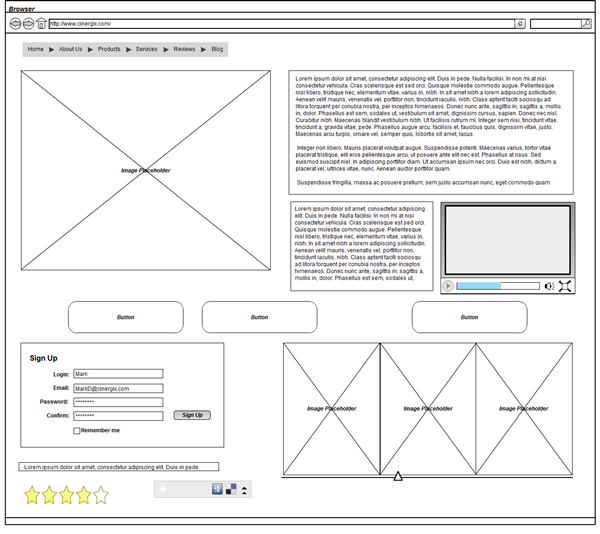 Browser
http://www.cinergix.com/
Home About Us Products Services Reviews Blog
Image Placeholder
Lorem ipsum dolor sit amet, consectetur adipiscing elit. Duis in pede. Nulla facilisi. In non mi at nisi
consectetur vehicula. Cras scelerisque est sed orci. Quisque molestie commodo augue. Pellentesque
nisl libero, tristique nec, elementum vitae, varius in, nibh. In sit amet nibh a lorem suscipit sollicitudin.
Aenean velit mauris, venenatis vel, porttitor non, tincidunt iaculis, nibh. Class aptent taciti sociosqu ad
litora torquent per conubia nostra, per inceptos himenaeos. Donec nunc ante, sagittis in, sagittis a, mollis
in, dolor. Phasellus est sem, sodales ut, vestibulum sit amet, dignissim cursus, sapien. Donec nec nisl.
Curabitur nibh. Maecenas blandit vestibulum nibh. Ut facilisis rutrum mi. Integer sem nisi, tincidunt vitae,
tincidunt a, gravida vitae, pede. Phasellus augue arcu, facilisis et, faucibus quis, dignissim vitae, justo.
Maecenas arcu turpis, ornare vel, semper quis, lobortis sit amet, lacus.
Integer non libero. Mauris placerat volutpat augue. Suspendisse potenti. Maecenas varius, tortor vitae
placerat tristique, elit eros pellentesque arcu, ut posuere ante elit nec est. Phasellus at risus. Sed
euismod suscipit nisl. In adipiscing porttitor diam. Ut accumsan ipsum nec orci. Duis est nibh, dictum a,
placerat vel, ultrices vitae, nunc. Aenean auctor porttitor quam.
Suspendisse fringilla, massa ac posuere pretium, sem justo accumsan nunc, eget commodo quam
Lorem ipsum dolor sit amet, consectetur adipiscing
elit. Duis in pede. Nulla facilisi. In non mi at nisi
consectetur vehicula. Cras scelerisque est sed orci.
Quisque molestie commodo augue. Pellentesque
nisl libero, tristique nec, elementum vitae, varius in,
nibh. In sit amet nibh a lorem suscipit sollicitudin.
Aenean velit mauris, venenatis vel, porttitor non,
tincidunt iaculis, nibh. Class aptent taciti sociosqu
ad litora torquent per conubia nostra, per inceptos
himenaeos. Donec nunc ante, sagittis in, sagittis a,
mollis in, dolor. Phasellus est sem, sodales ut,
Button
Button
Button
Sign Up
Login: Mark
Email: MarkD@cinergix.com
Password: ********
Confirm: ********
Sign Up
Remember me
Image Placeholder
Image Placeholder
Image Placeholder
Lorem ipsum dolor sit amet, consectetur adipiscing elit. Duis in pede.